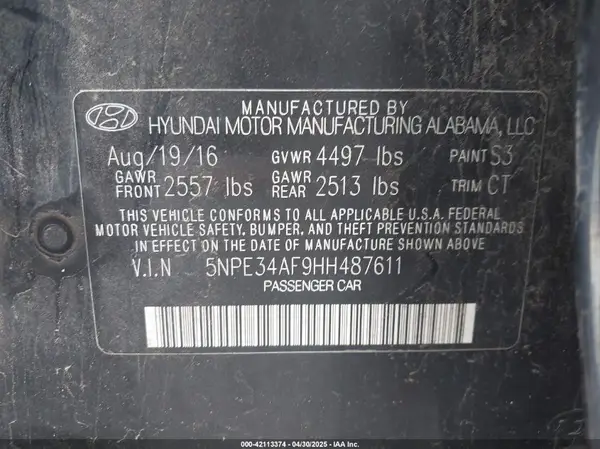 MANUFACTURED BY
HYUNDAI MOTOR MANUFACTURING ALABAMA, LLC
Aug/19/16 GVWR 4497 lbs PAINT S3
GAWR FRONT 2557 lbs GAWR REAR 2513 lbs TRIM CT
THIS VEHICLE CONFORMS TO ALL APPLICABLE U.S.A. FEDERAL
MOTOR VEHICLE SAFETY, BUMPER, AND THEFT PREVENTION STANDARDS
IN EFFECT ON THE DATE OF MANUFACTURE SHOWN ABOVE
V.I.N 5NPE34AF9HH487611
PASSENGER CAR
000-42113374 - 04/30/2025 - IAAI, Inc.